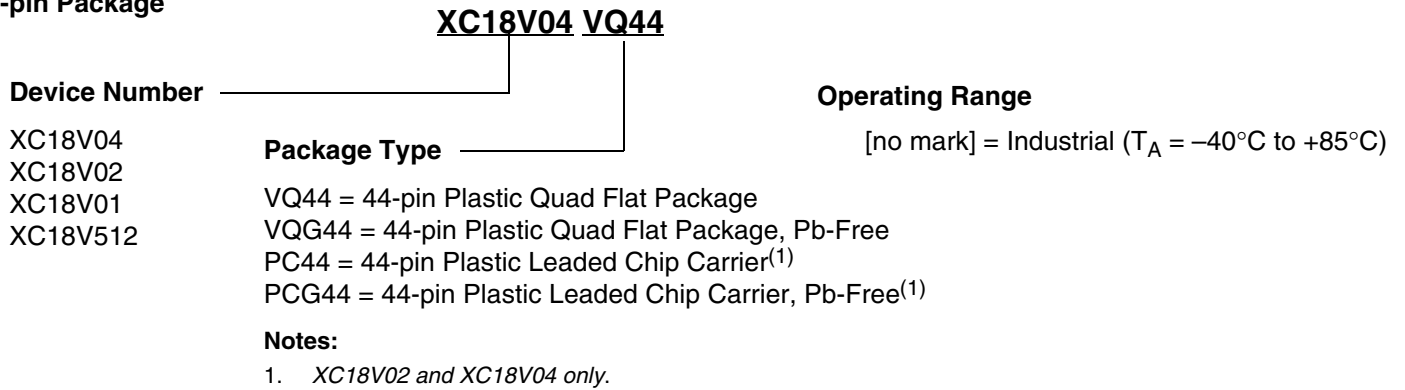 -pin Package
XC18V04 VQ44
Device Number
XC18V04
XC18V02
XC18V01
XC18V512
Package Type
VQ44 = 44-pin Plastic Quad Flat Package
VQG44 = 44-pin Plastic Quad Flat Package, Pb-Free
PC44 = 44-pin Plastic Leaded Chip Carrier(1)
PCG44 = 44-pin Plastic Leaded Chip Carrier, Pb-Free(1)
Notes:
1. XC18V02 and XC18V04 only.
Operating Range
[no mark] = Industrial (TA = –40°C to +85°C)